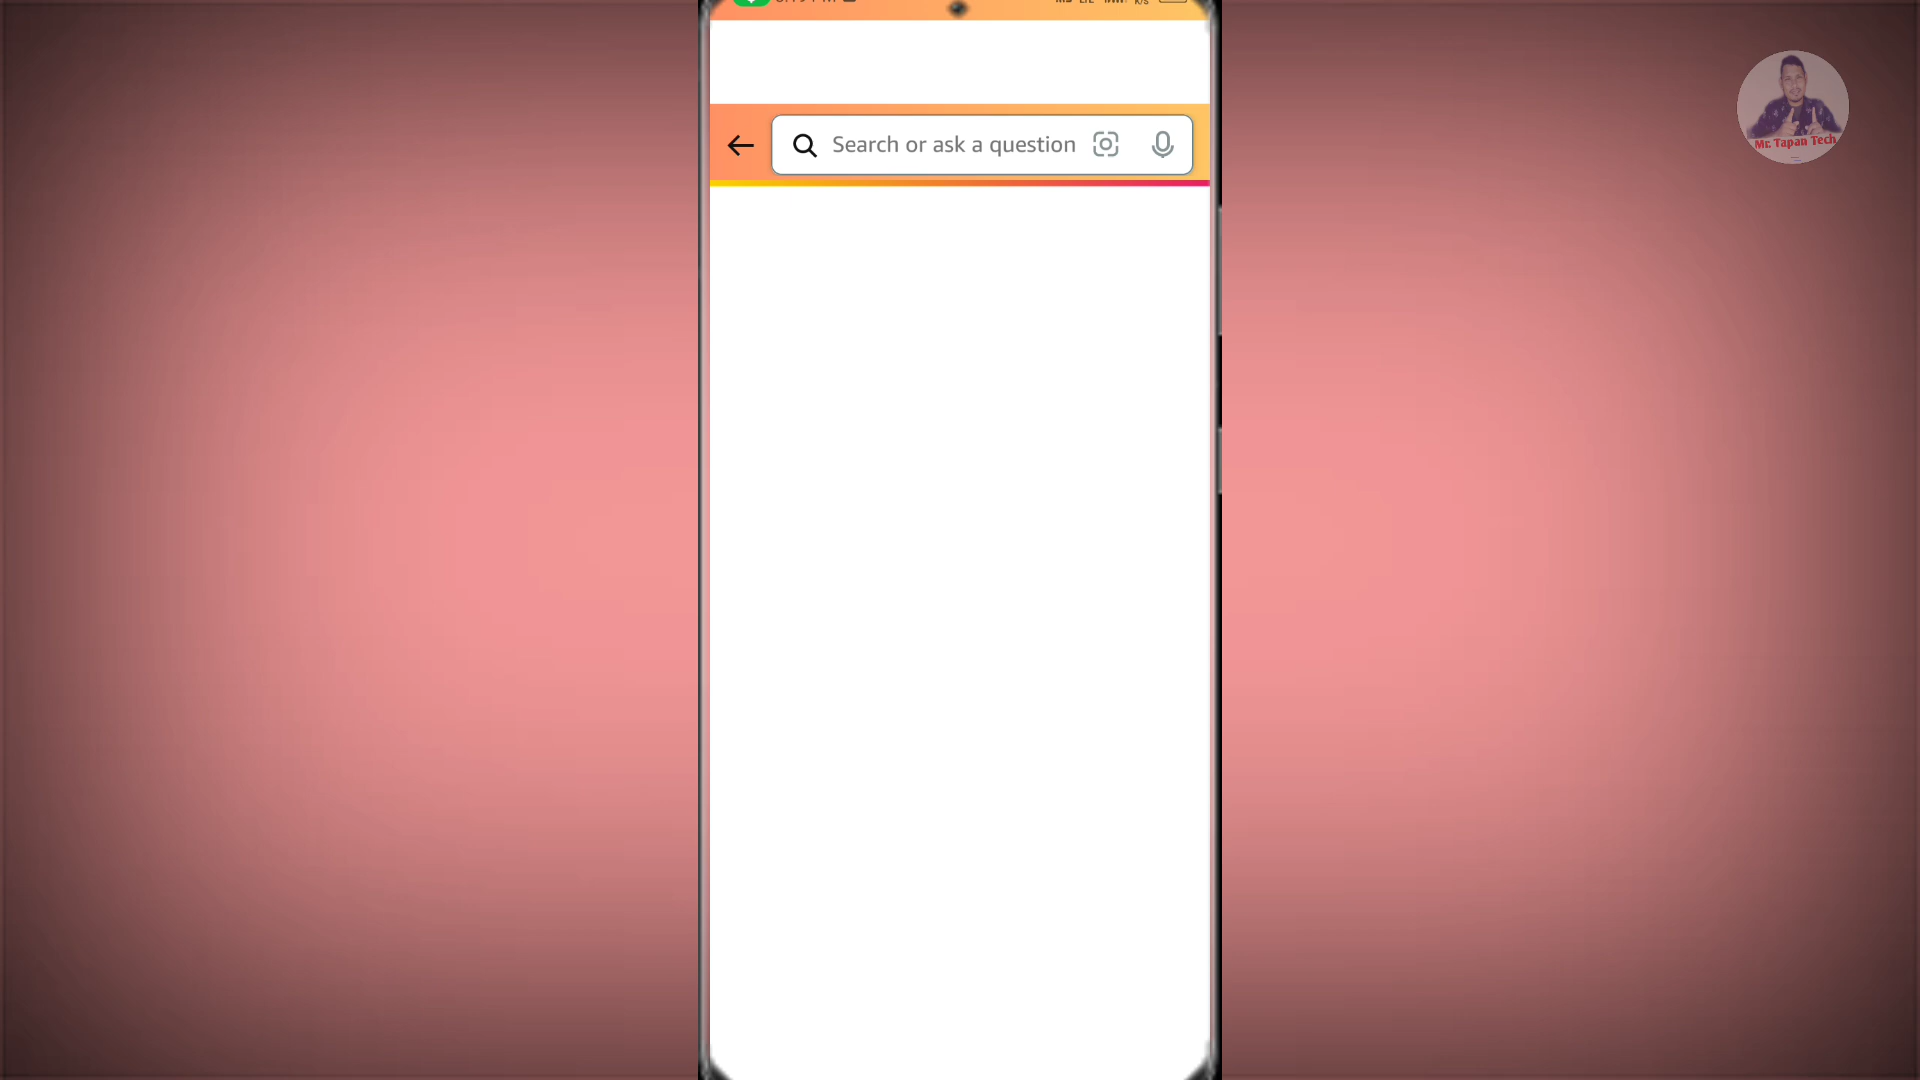 Search or ask a question
Mr. Tapan Tech